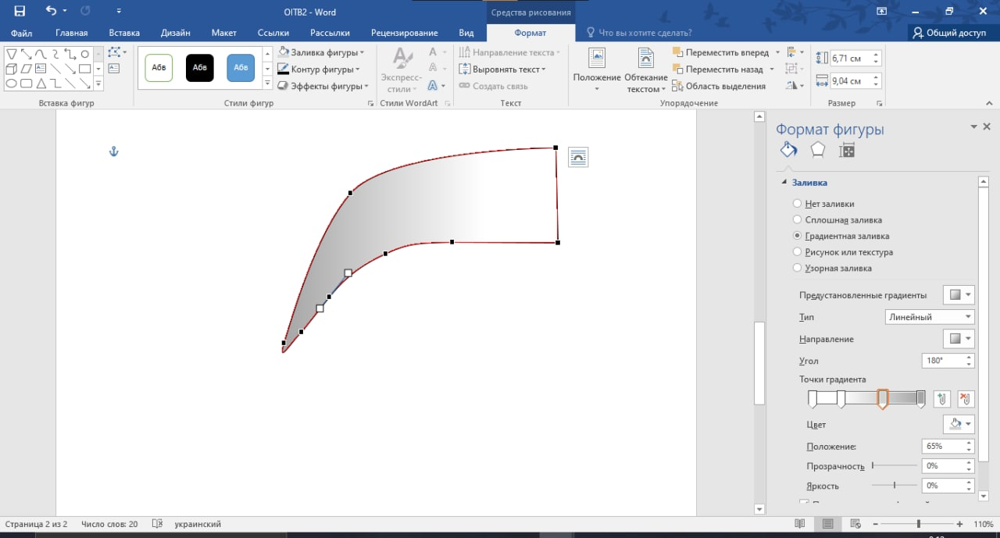 OITB2 - Word
Средства рисования
Файл Главная Вставка Дизайн Макет Ссылки Рассылки Рецензирование Вид Формат Что вы хотите сделать? Общий доступ
Абв Абв Абв
Заливка фигуры
Контур фигуры
Эффекты фигуры
Экспресс-
стили
Направление текста
Выровнять текст
Создать связь
Положение
Обтекание
текстом
Переместить вперед
Переместить назад
Область выделения
6,71 см
9,04 см
Вставка фигур Стили фигур Стили WordArt Текст Упорядочение Размер
Формат фигуры
Заливка
Нет заливки
Сплошная заливка
Градиентная заливка
Рисунок или текстура
Узорная заливка
Предустановленные градиенты
Тип Линейный
Направление
Угол 180°
Точки градиента
Цвет
Положение: 65%
Прозрачность 0%
Яркость 0%
Страница 2 из 2 Число слов: 20 украинский 110%